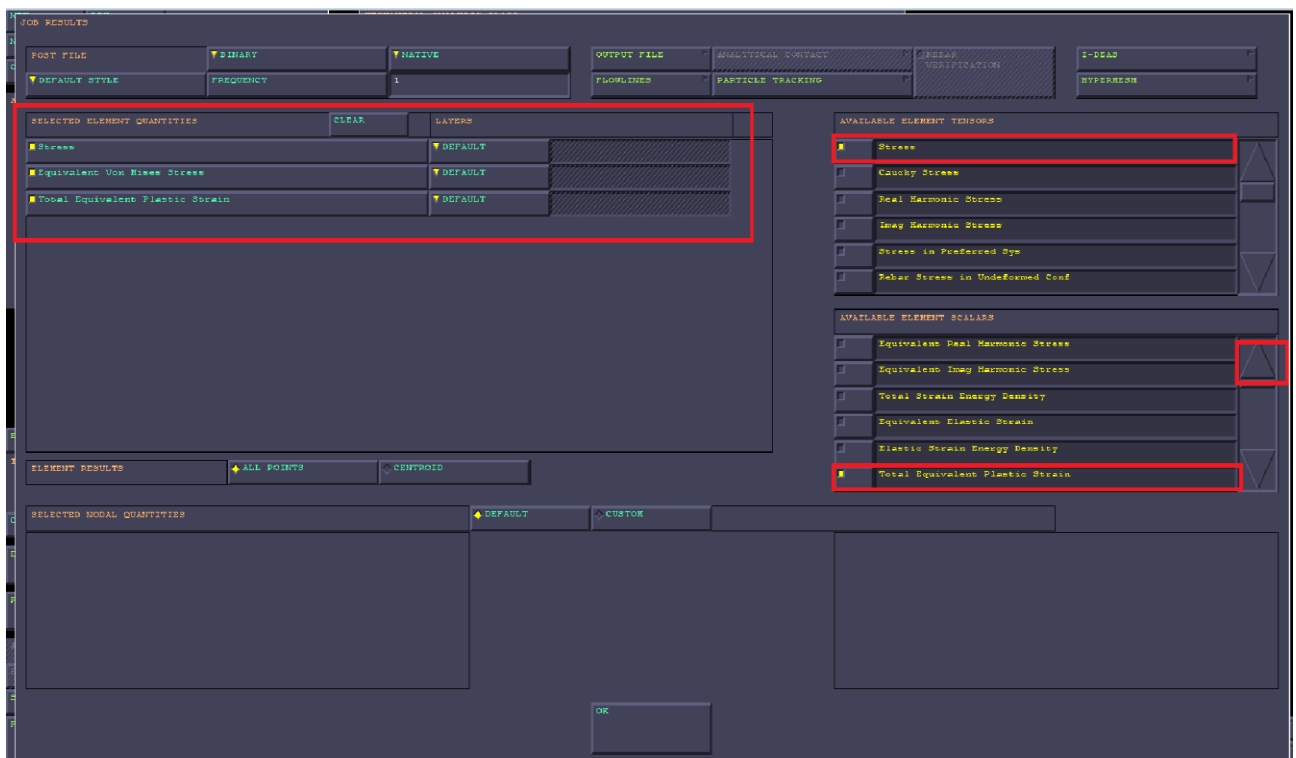 JOB RESULTS
POST FILE
BINARY
NATIVE
OUTPUT FILE
ANALYTICAL CONTACT
REBAR
VERIFICATION
I-DEAS
DEFAULT STYLE
FREQUENCY
1
FLOWLINES
PARTICLE TRACKING
HYPERMESH
SELECTED ELEMENT QUANTITIES
CLEAR
LAYERS
Stress
DEFAULT
Equivalent Von Mises Stress
DEFAULT
Total Equivalent Plastic Strain
DEFAULT
AVAILABLE ELEMENT TENSORS
Stress
Cauchy Stress
Real Harmonic Stress
Imag Harmonic Stress
Stress in Preferred Sys
Rebar Stress in Undeformed Conf
AVAILABLE ELEMENT SCALARS
Equivalent Real Harmonic Stress
Equivalent Imag Harmonic Stress
Total Strain Energy Density
Equivalent Elastic Strain
Elastic Strain Energy Density
Total Equivalent Plastic Strain
ELEMENT RESULTS
ALL POINTS
CENTROID
SELECTED NODAL QUANTITIES
DEFAULT
CUSTOM
OK